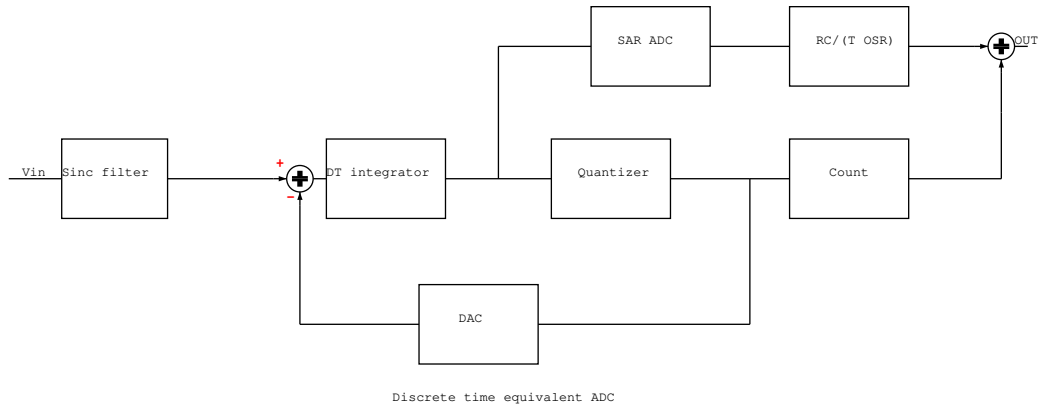 SAR ADC
RC/(T OSR)
OUT
+
Vin
Sinc filter
DT integrator
Quantizer
Count
−
DAC
Discrete time equivalent ADC